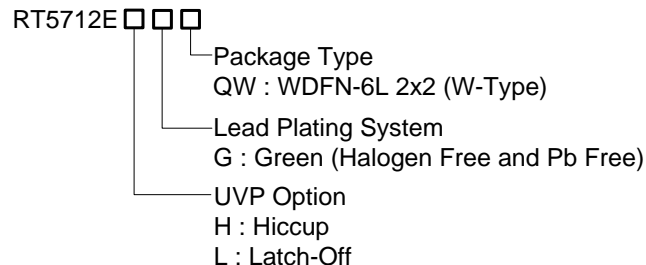 RT5712E□□□
Package Type
QW : WDFN-6L 2x2 (W-Type)
Lead Plating System
G : Green (Halogen Free and Pb Free)
UVP Option
H : Hiccup
L : Latch-Off